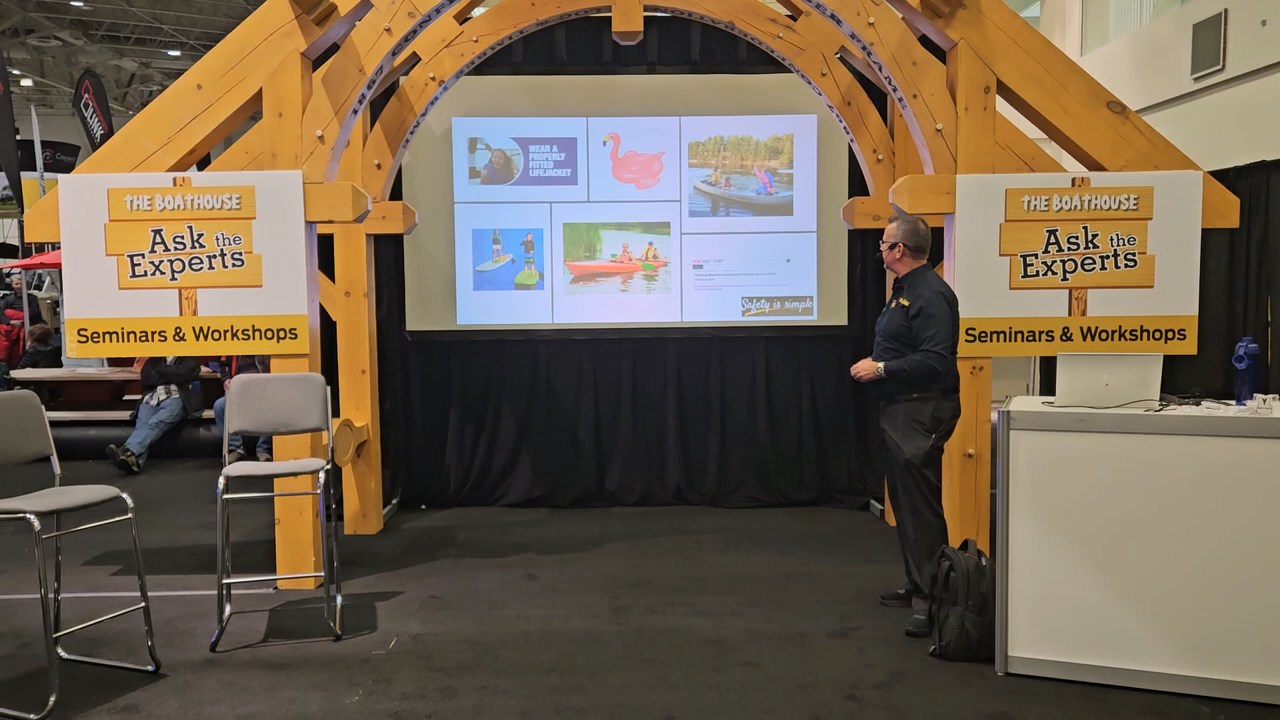 THE BOATHOUSE
Ask the
Experts
Seminars & Workshops
WEAR A
PROPERLY
FITTED
LIFEJACKET
Safety is simple
THE BOATHOUSE
Ask the
Experts
Seminars & Workshops